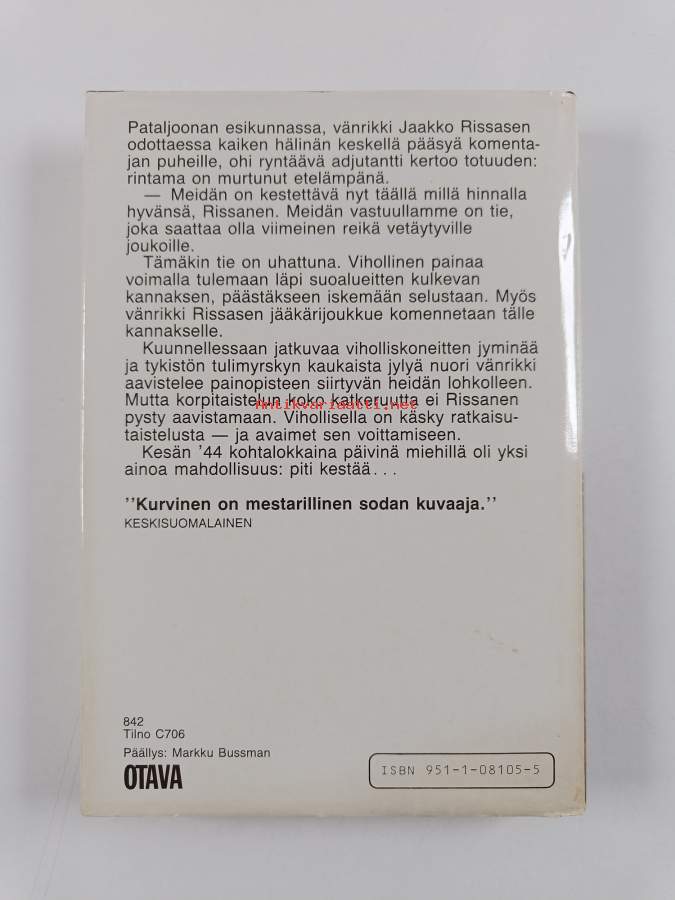 Pataljoonan esikunnassa, vänrikki Jaakko Rissasen
odottaessa kaiken hälinän keskellä pääsyä komenta-
jan puheille, ohi ryntäävä adjutantti kertoo totuuden:
rintama on murtunut etelämpänä.
— Meidän on kestettävä nyt täällä millä hinnalla
hyvänsä, Rissanen. Meidän vastuullamme on tie,
joka saattaa olla viimeinen reikä vetäytyville
joukoille.
Tämäkin tie on uhattuna. Vihollinen painaa
voimalla tulemaan läpi suoalueitten kulkevan
kannaksen, päästäkseen iskemään selustaan. Myös
vänrikki Rissasen jääkärijoukkue komennetaan tälle
kannakselle.
Kuunnellessaan jatkuvaa viholliskoneitten jyminää
ja tykistön tulimyrskyn kaukaista jylyä nuori vänrikki
aavistelee painopisteen siirtyvän heidän lohkolleen.
Mutta korpitaistelun koko katkeruutta ei Rissanen
Antikvariaatti.net
pysty aavistamaan. Vihollisella on käsky ratkaisu-
taistelusta — ja avaimet sen voittamiseen.
Kesän '44 kohtalokkaina päivinä miehillä oli yksi
ainoa mahdollisuus: piti kestää...
''Kurvinen on mestarillinen sodan kuvaaja.''
KESKISUOMALAINEN
842
Tilno C706
Päällys: Markku Bussman
OTAVA
ISBN 951-1-08105-5